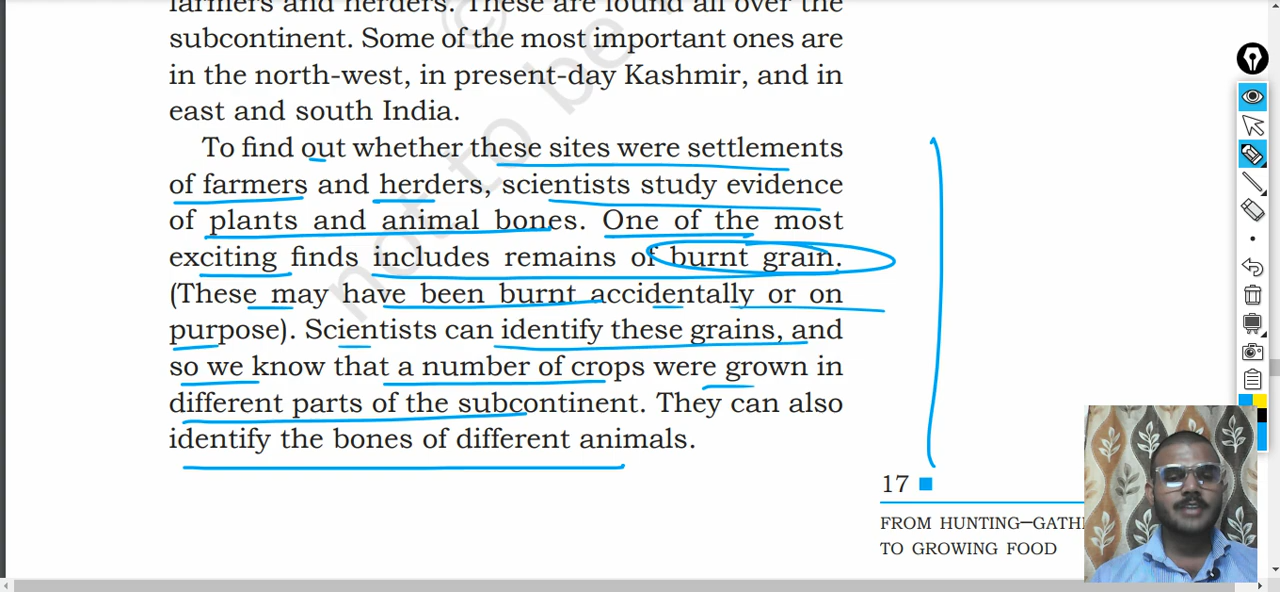 farmers and herders. These are found all over the
subcontinent. Some of the most important ones are
in the north-west, in present-day Kashmir, and in
east and south India.
To find out whether these sites were settlements
of farmers and herders, scientists study evidence
of plants and animal bones. One of the most
exciting finds includes remains of burnt grain.
(These may have been burnt accidentally or on
purpose). Scientists can identify these grains, and
so we know that a number of crops were grown in
different parts of the subcontinent. They can also
identify the bones of different animals.
©
not to be
17
FROM HUNTING—GATH
TO GROWING FOOD